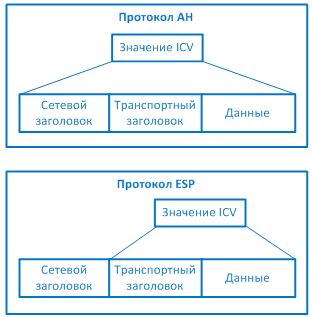 Протокол AH
Значение ICV
Сетевой
заголовок
Транспортный
заголовок
Данные
Протокол ESP
Значение ICV
Сетевой
заголовок
Транспортный
заголовок
Данные